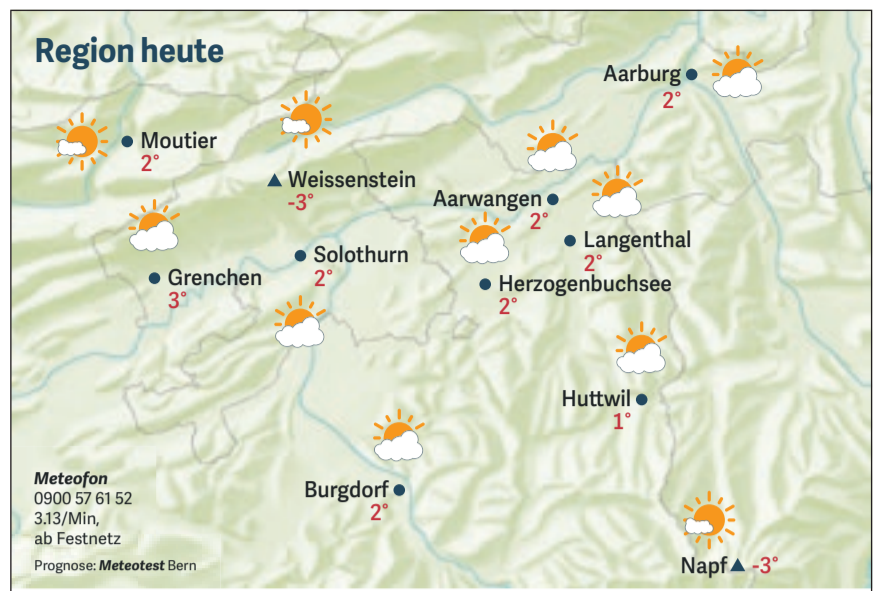 Region heute
Aarburg
2°
Moutier
2°
Weissenstein
-3°
Aarwangen
2°
Langenthal
2°
Solothurn
2°
Grenchen
3°
Herzogenbuchsee
2°
Huttwil
1°
Burgdorf
2°
Napf -3°
Meteofon
0900 57 61 52
3.13/Min,
ab Festnetz
Prognose: Meteotest Bern